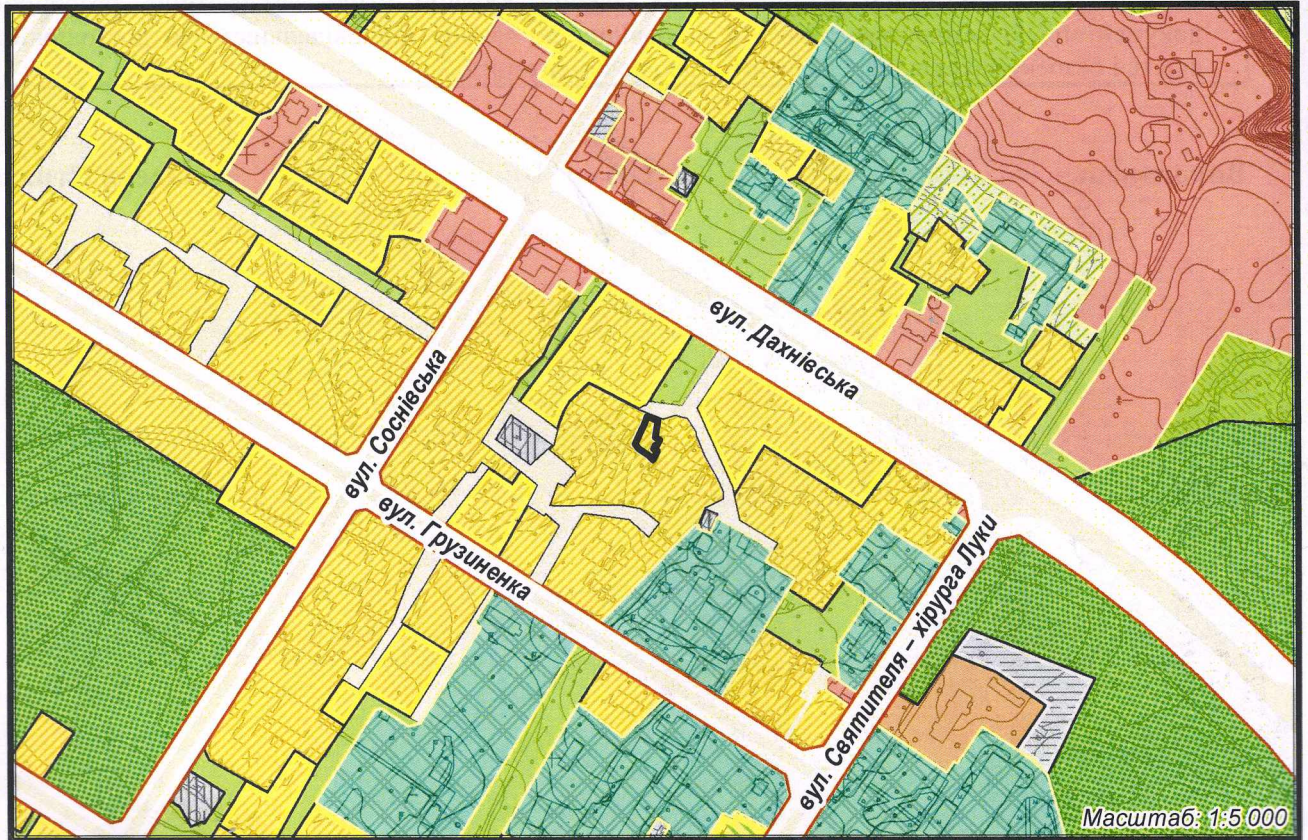 вул. Дахнівська
вул. Соснівська
вул. Грузиненка
вул. Святителя – хірурга Луки
Масштаб: 1:5 000